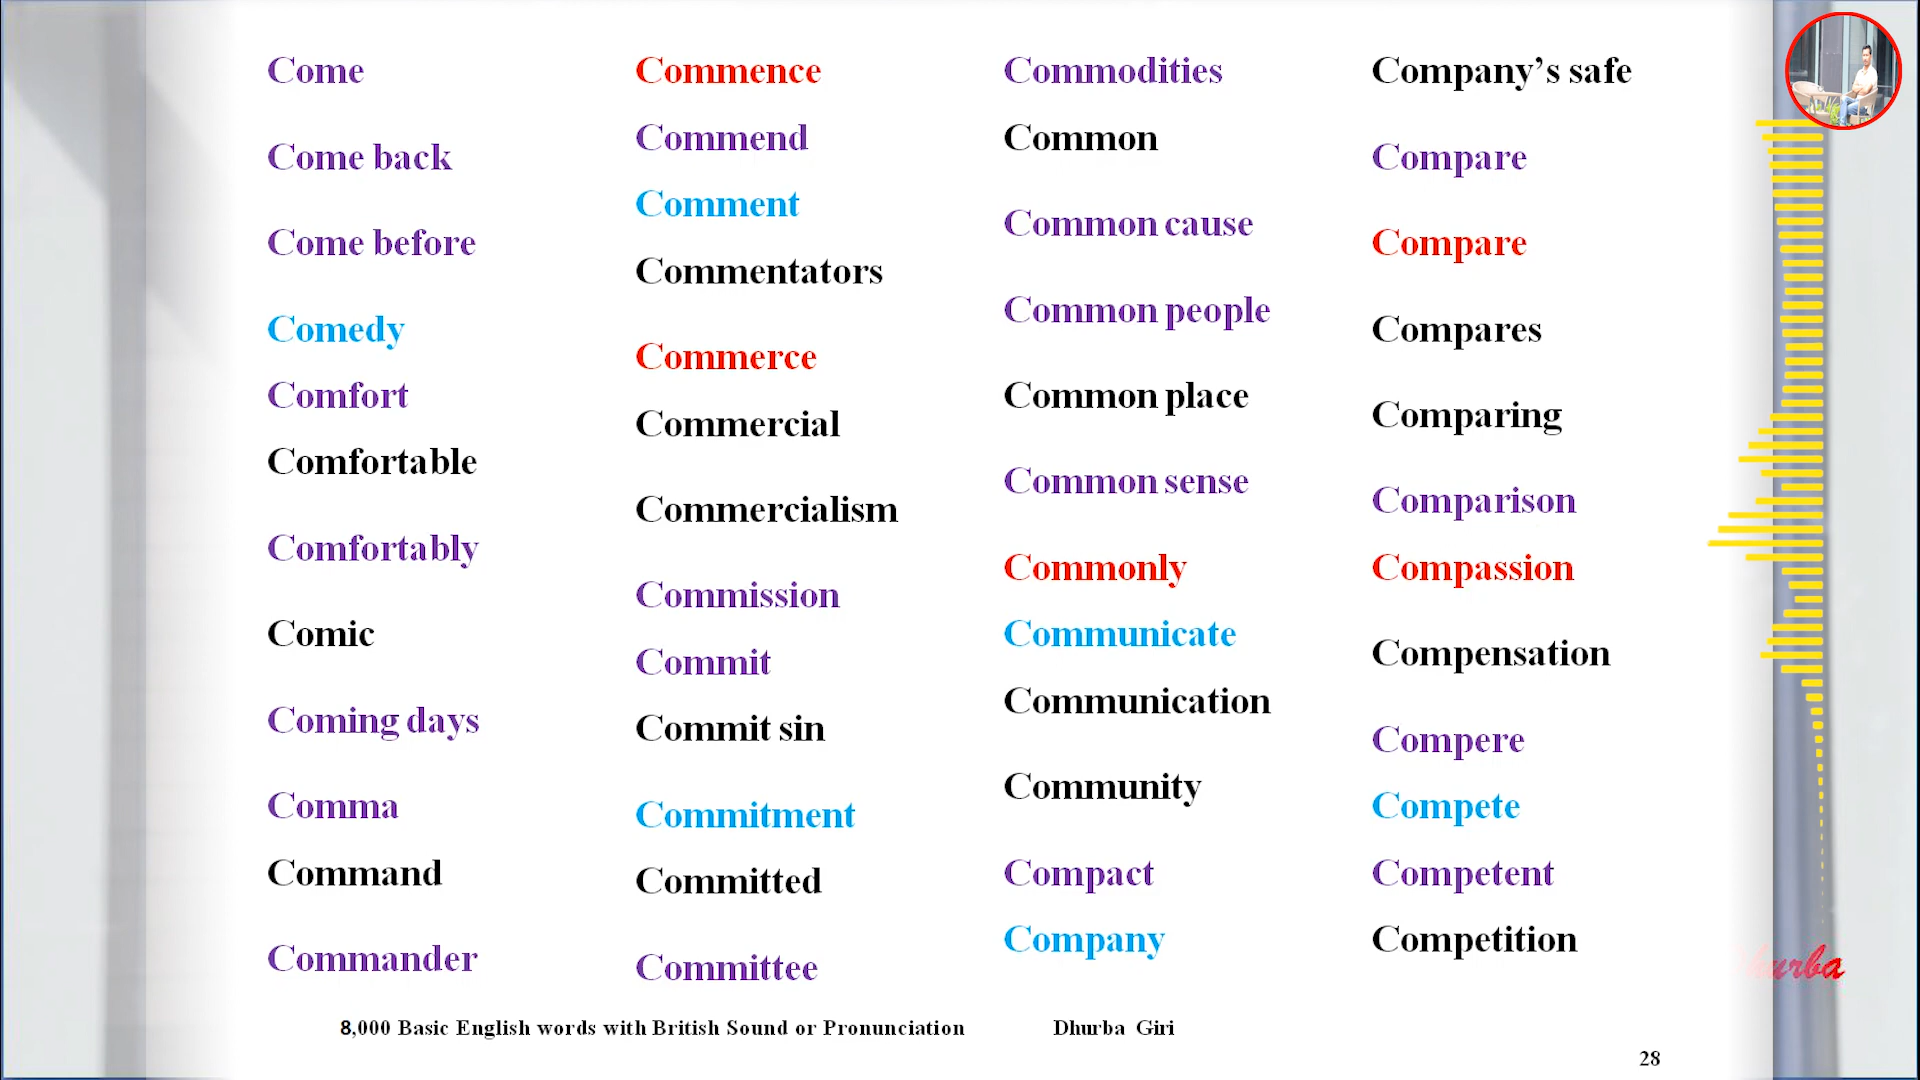 Come
Come back
Come before
Comedy
Comfort
Comfortable
Comfortably
Comic
Coming days
Comma
Command
Commander
Commence
Commend
Comment
Commentators
Commerce
Commercial
Commercialism
Commission
Commit
Commit sin
Commitment
Committed
Committee
Commodities
Common
Common cause
Common people
Common place
Common sense
Commonly
Communicate
Communication
Community
Compact
Company
Company’s safe
Compare
Compare
Compares
Comparing
Comparison
Compassion
Compensation
Compere
Compete
Competent
Competition
8,000 Basic English words with British Sound or Pronunciation Dhurba Giri
28